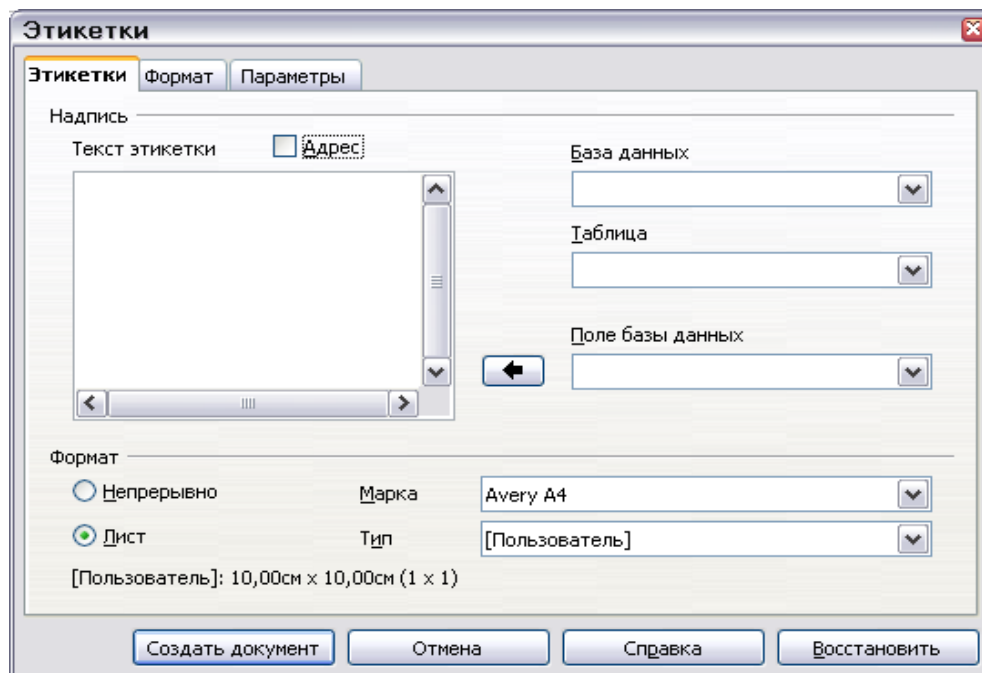 Этикетки
Этикетки Формат Параметры
Надпись
Текст этикетки Адрес
База данных
Таблица
Поле базы данных
Формат
Непрерывно Марка Avery A4
Лист Тип [Пользователь]
[Пользователь]: 10,00см x 10,00см (1 x 1)
Создать документ Отмена Справка Восстановить